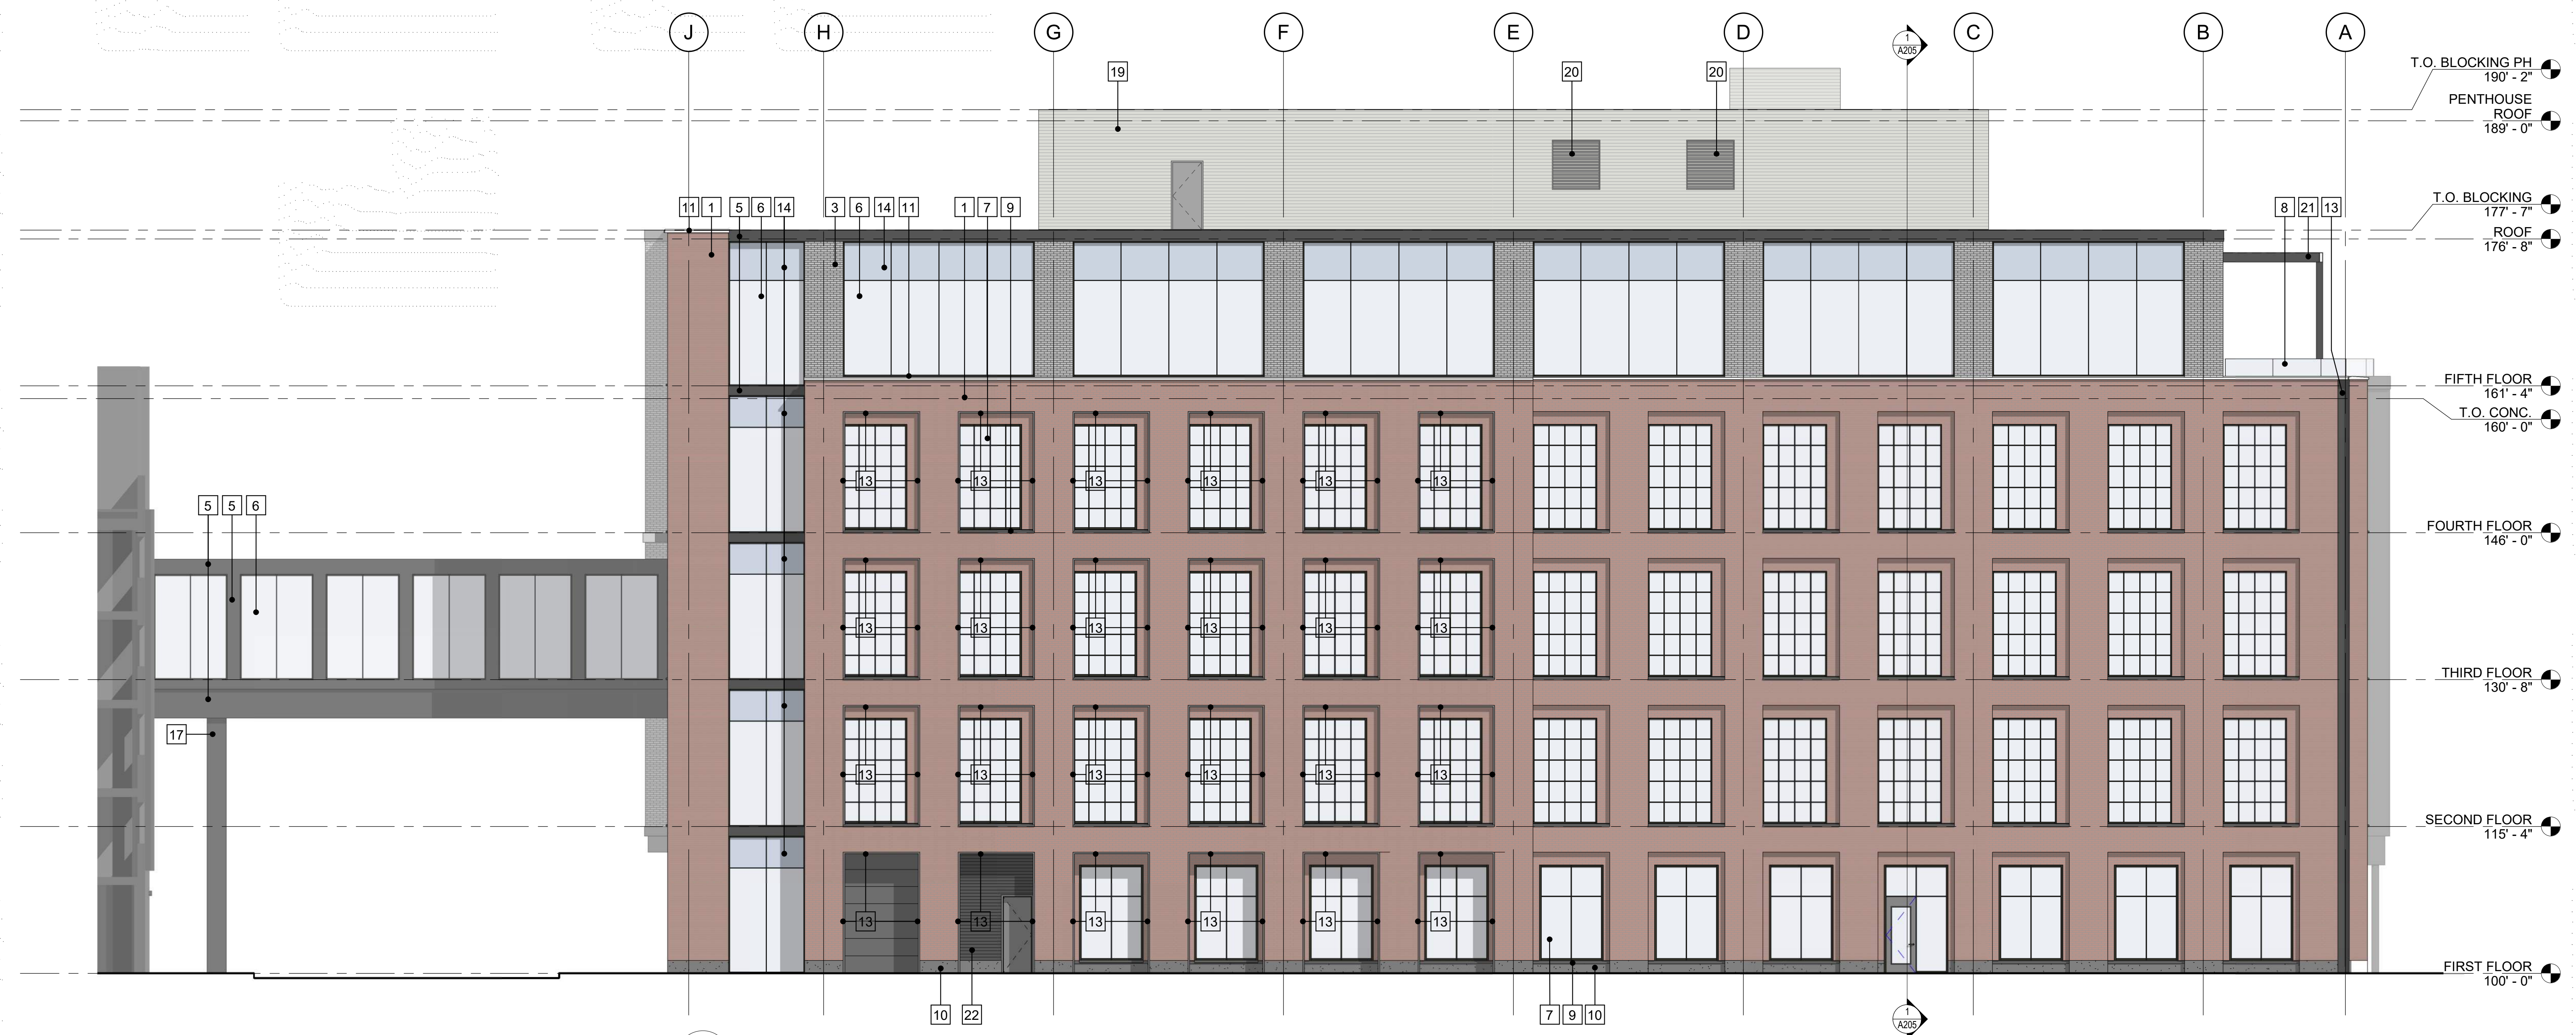 J H G F E D C B A
1
A205
19 20 20
T.O. BLOCKING PH
190' - 2"
PENTHOUSE
ROOF
189' - 0"
11 1 5 6 14 3 6 14 11 1 7 9 8 21 13
T.O. BLOCKING
177' - 7"
ROOF
176' - 8"
FIFTH FLOOR
161' - 4"
T.O. CONC.
160' - 0"
13 13 13 13 13 13
5 5 6
FOURTH FLOOR
146' - 0"
13 13 13 13 13 13
THIRD FLOOR
130' - 8"
17
13 13 13 13 13 13
SECOND FLOOR
115' - 4"
13 13 13 13 13 13
FIRST FLOOR
100' - 0"
10 22 7 9 10
1
A205